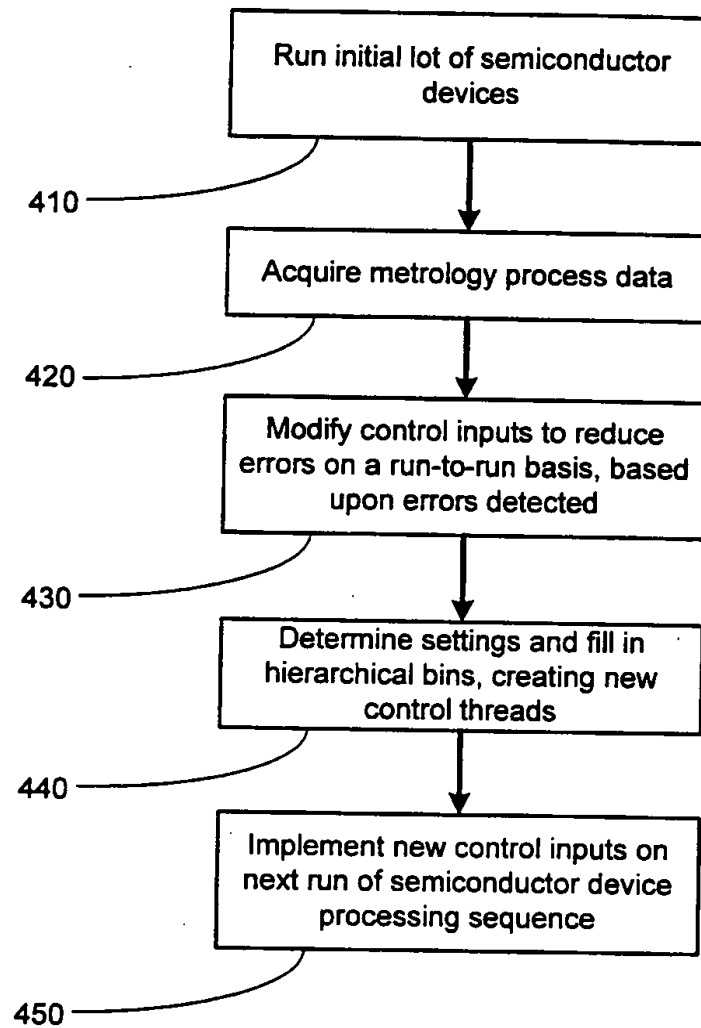 Run initial lot of semiconductor
devices
410
Acquire metrology process data
420
Modify control inputs to reduce
errors on a run-to-run basis, based
upon errors detected
430
Determine settings and fill in
hierarchical bins, creating new
control threads
440
Implement new control inputs on
next run of semiconductor device
processing sequence
450